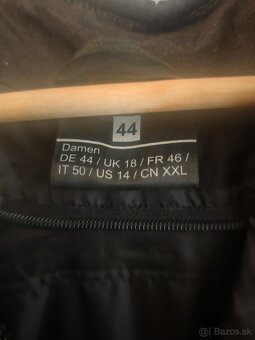 44
Damen
DE 44 / UK 18 / FR 46 /
IT 50 / US 14 / CN XXL
Bazos.sk